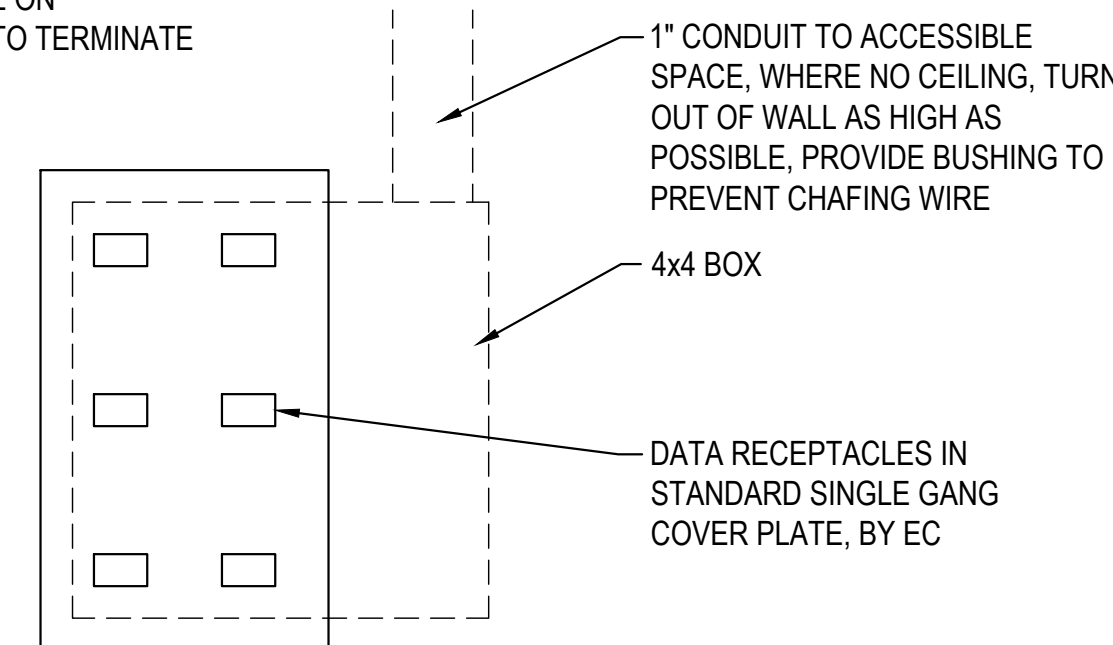 ON
TO TERMINATE
1" CONDUIT TO ACCESSIBLE
SPACE, WHERE NO CEILING, TURN
OUT OF WALL AS HIGH AS
POSSIBLE, PROVIDE BUSHING TO
PREVENT CHAFING WIRE
4x4 BOX
DATA RECEPTACLES IN
STANDARD SINGLE GANG
COVER PLATE, BY EC